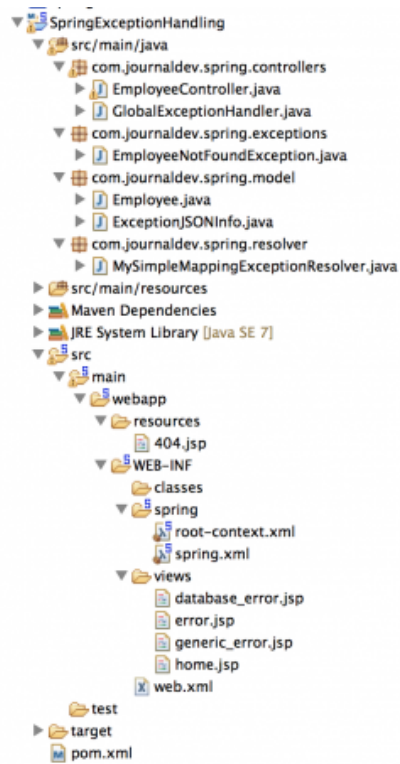 SpringExceptionHandling
src/main/java
com.journaldev.spring.controllers
EmployeeController.java
GlobalExceptionHandler.java
com.journaldev.spring.exceptions
EmployeeNotFoundException.java
com.journaldev.spring.model
Employee.java
ExceptionJSONInfo.java
com.journaldev.spring.resolver
MySimpleMappingExceptionResolver.java
src/main/resources
Maven Dependencies
JRE System Library [Java SE 7]
src
main
webapp
resources
404.jsp
WEB-INF
classes
spring
root-context.xml
spring.xml
views
database_error.jsp
error.jsp
generic_error.jsp
home.jsp
web.xml
test
target
pom.xml